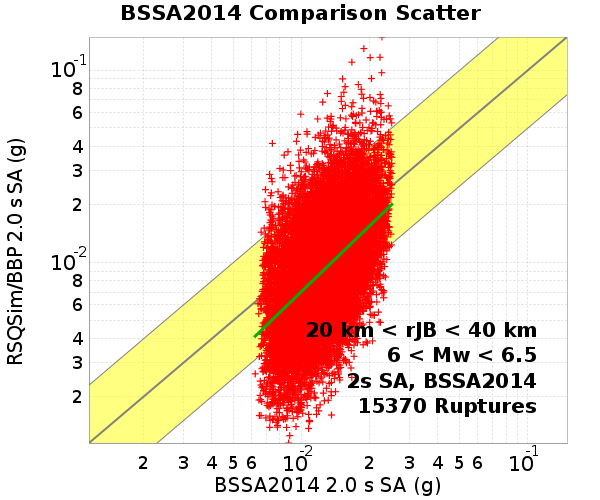 BSSA2014 Comparison Scatter
RSQSim/BBP 2.0 s SA (g)
10-1
8
6
4
3
2
10-2
8
6
4
3
2
20 km < rJB < 40 km
6 < Mw < 6.5
2s SA, BSSA2014
15370 Ruptures
2 3 4 5 6 10-2 2 3 4 5 6 10-1
BSSA2014 2.0 s SA (g)